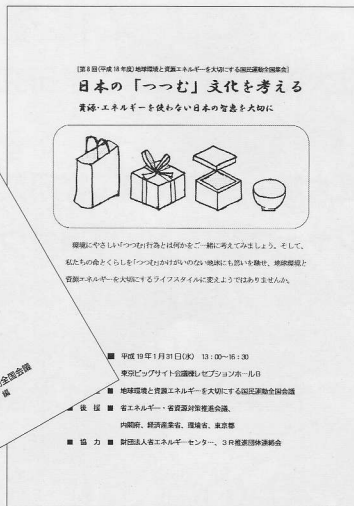 [第8回(平成18年度)地球環境と資源エネルギーを大切にする国民運動全国集会]
日本の「つつむ」文化を考える
資源・エネルギーを使わない日本の智恵を大切に
環境にやさしい「つつむ」行為とは何かをご一緒に考えてみましょう。そして、
私たちの命とくらしを「つつむ」かけがいのない地球にも思いを馳せ、地球環境と
資源エネルギーを大切にするライフスタイルに変えようではありませんか。
■ 平成19年1月31日(水) 13:00~16:30
東京ビッグサイト会議棟レセプションホールB
■ 地球環境と資源エネルギーを大切にする国民運動全国会議
■ 後 援 ■ 省エネルギー・省資源対策推進会議、
内閣府、経済産業省、環境省、東京都
■ 協 力 ■ 財団法人省エネルギーセンター、3R推進団体連絡会
全国会議
編